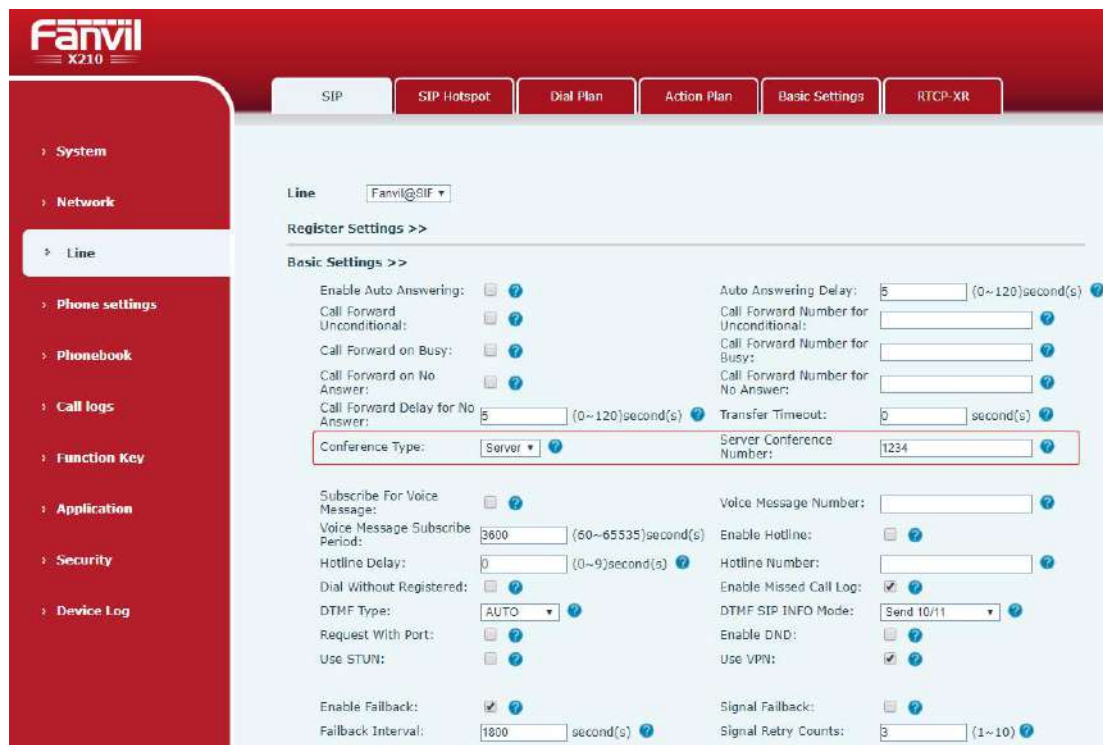 Fanvil
X210
SIP
SIP Hotspot
Dial Plan
Action Plan
Basic Settings
RTCP-XR
› System
› Network
› Line
› Phone settings
› Phonebook
› Call logs
› Function Key
› Application
› Security
› Device Log
Line Fanvil@SIF ▾
Register Settings >>
Basic Settings >>
Enable Auto Answering: ? Auto Answering Delay: 5 (0~120)second(s) ?
Call Forward Unconditional: ? Call Forward Number for Unconditional: ?
Call Forward on Busy: ? Call Forward Number for Busy: ?
Call Forward on No Answer: ? Call Forward Number for No Answer: ?
Call Forward Delay for No Answer: 5 (0~120)second(s) ? Transfer Timeout: 0 second(s) ?
Conference Type: Server ▾ ? Server Conference Number: 1234 ?
Subscribe For Voice Message: ? Voice Message Number: ?
Voice Message Subscribe Period: 3600 (60~65535)second(s) Enable Hotline: ?
Hotline Delay: 0 (0~9)second(s) ? Hotline Number: ?
Dial Without Registered: ? Enable Missed Call Log: ?
DTMF Type: AUTO ▾ ? DTMF SIP INFO Mode: Send 10/11 ▾ ?
Request With Port: ? Enable DND: ?
Use STUN: ? Use VPN: ?
Enable Failback: ? Signal Failback: ?
Failback Interval: 1800 second(s) ? Signal Retry Counts: 3 (1~10) ?